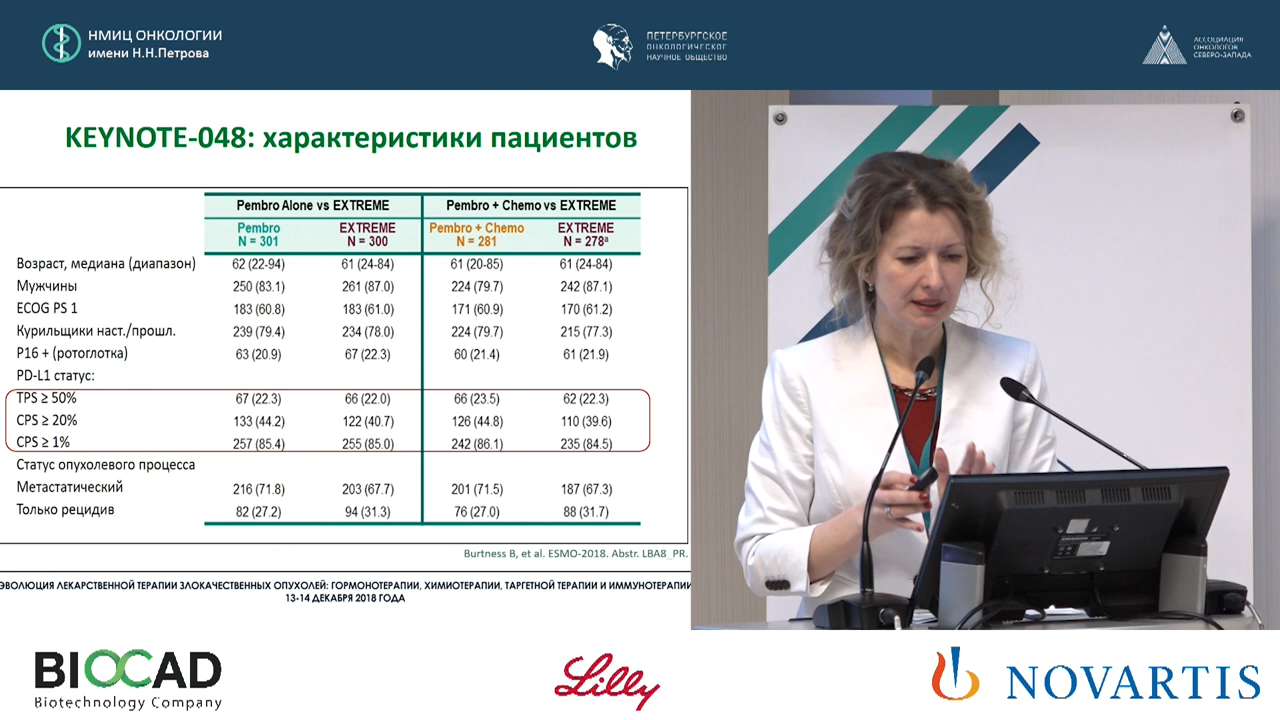 НМИЦ ОНКОЛОГИИ
имени Н.Н.Петрова
ПЕТЕРБУРГСКОЕ
ОНКОЛОГИЧЕСКОЕ
НАУЧНОЕ ОБЩЕСТВО
АССОЦИАЦИЯ
ОНКОЛОГОВ
СЕВЕРО-ЗАПАДА
KEYNOTE-048: характеристики пациентов
Pembro Alone vs EXTREME Pembro + Chemo vs EXTREME
Pembro EXTREME Pembro + Chemo EXTREME
N = 301 N = 300 N = 281 N = 278ᵃ
Возраст, медиана (диапазон) 62 (22-94) 61 (24-84) 61 (20-85) 61 (24-84)
Мужчины 250 (83.1) 261 (87.0) 224 (79.7) 242 (87.1)
ECOG PS 1 183 (60.8) 183 (61.0) 171 (60.9) 170 (61.2)
Курильщики наст./прошл. 239 (79.4) 234 (78.0) 224 (79.7) 215 (77.3)
P16 + (ротоглотка) 63 (20.9) 67 (22.3) 60 (21.4) 61 (21.9)
PD-L1 статус:
TPS ≥ 50% 67 (22.3) 66 (22.0) 66 (23.5) 62 (22.3)
CPS ≥ 20% 133 (44.2) 122 (40.7) 126 (44.8) 110 (39.6)
CPS ≥ 1% 257 (85.4) 255 (85.0) 242 (86.1) 235 (84.5)
Статус опухолевого процесса
Метастатический 216 (71.8) 203 (67.7) 201 (71.5) 187 (67.3)
Только рецидив 82 (27.2) 94 (31.3) 76 (27.0) 88 (31.7)
Burtness B, et al. ESMO-2018. Abstr. LBA8_PR.
ЭВОЛЮЦИЯ ЛЕКАРСТВЕННОЙ ТЕРАПИИ ЗЛОКАЧЕСТВЕННЫХ ОПУХОЛЕЙ: ГОРМОНОТЕРАПИИ, ХИМИОТЕРАПИИ, ТАРГЕТНОЙ ТЕРАПИИ И ИММУНОТЕРАПИИ
13-14 ДЕКАБРЯ 2018 ГОДА
BIOCAD
Biotechnology Company
Lilly
NOVARTIS